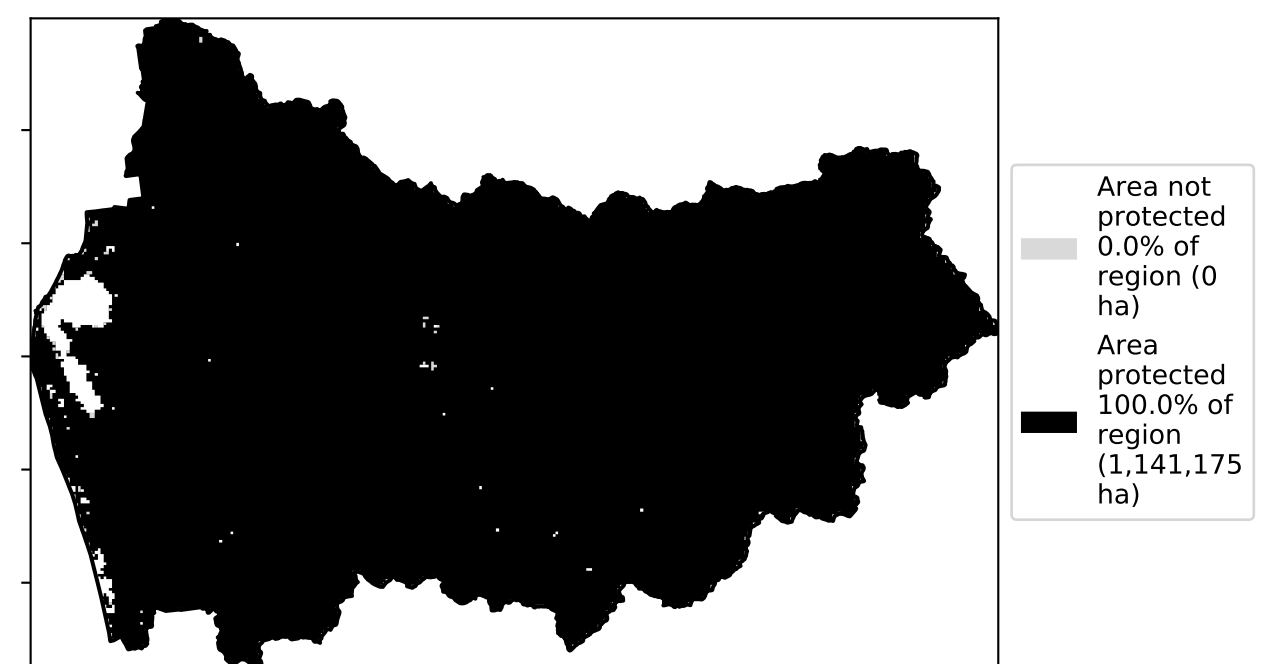 Area not
protected
0.0% of
region (0
ha)
Area
protected
100.0% of
region
(1,141,175
ha)